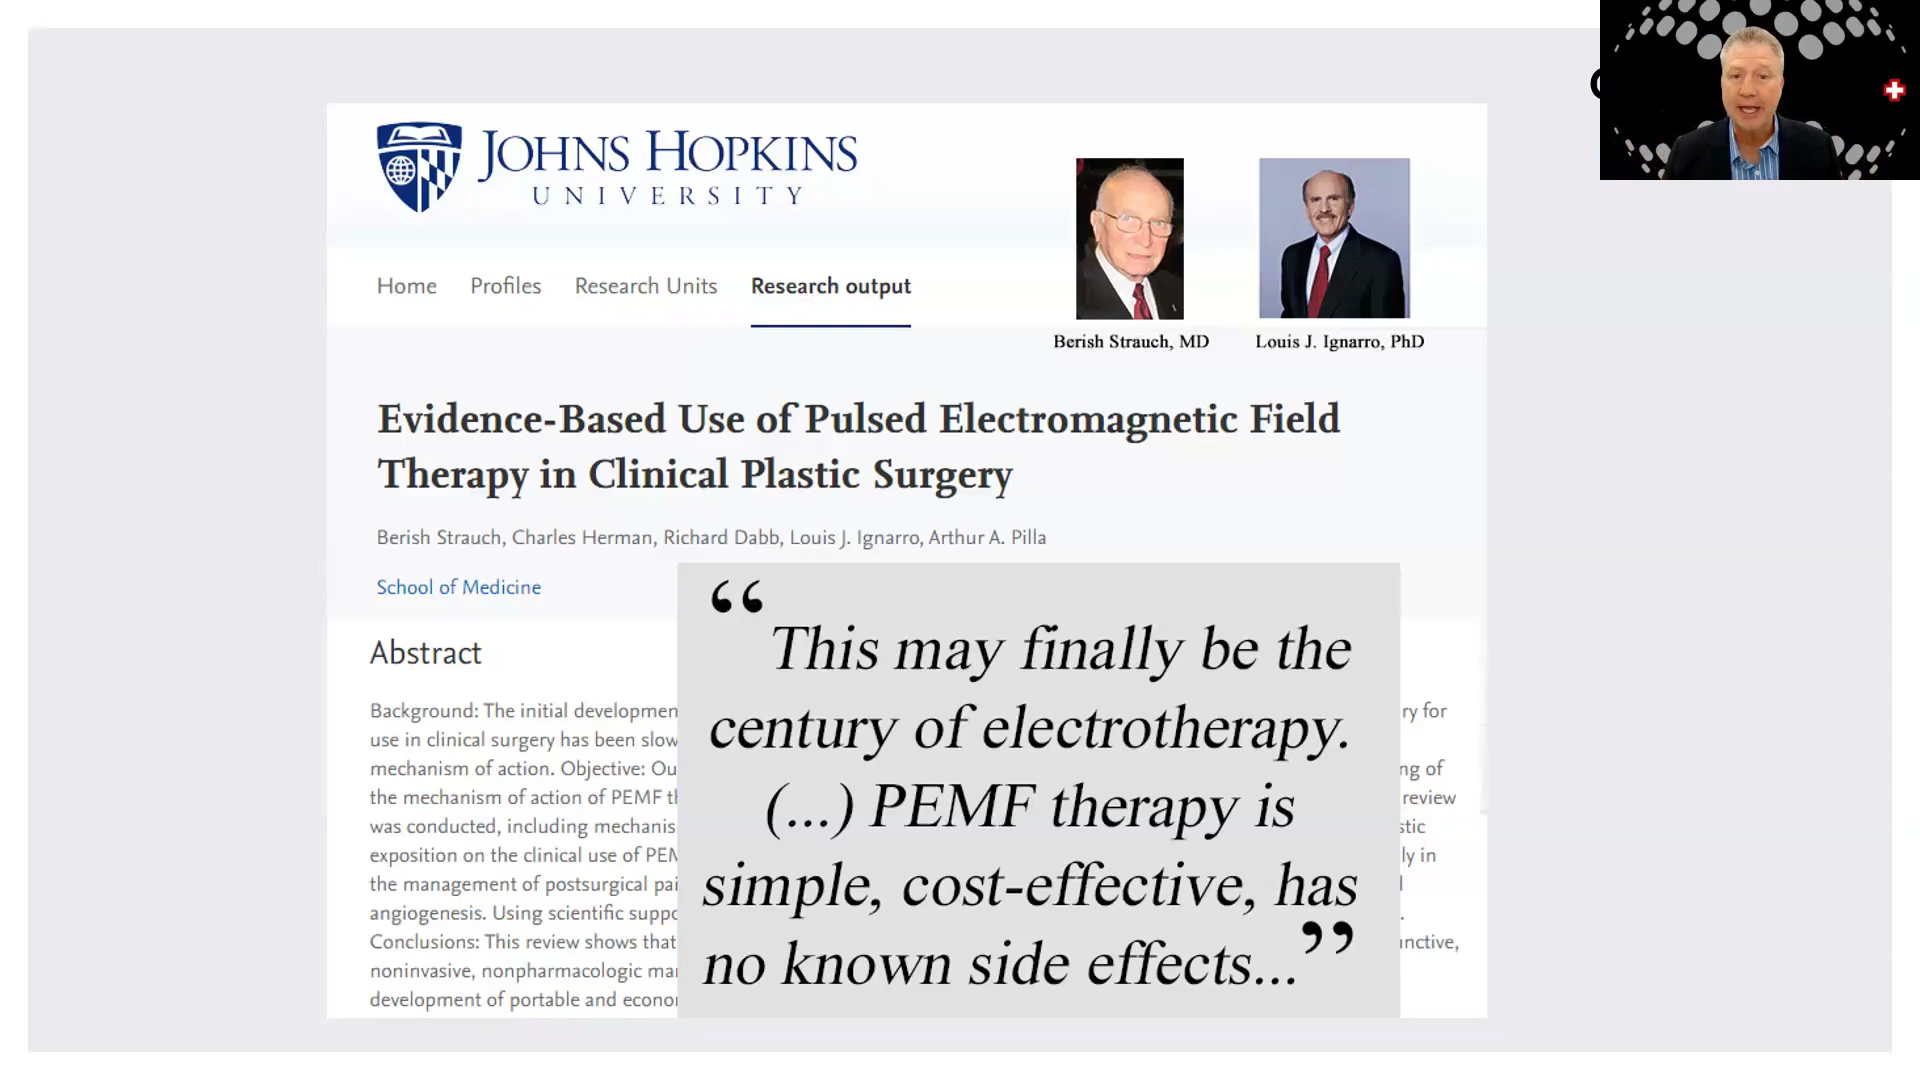 JOHNS HOPKINS
UNIVERSITY
Home Profiles Research Units Research output
Berish Strauch, MD Louis J. Ignarro, PhD
Evidence-Based Use of Pulsed Electromagnetic Field
Therapy in Clinical Plastic Surgery
Berish Strauch, Charles Herman, Richard Dabb, Louis J. Ignarro, Arthur A. Pilla
School of Medicine
Abstract
Background: The initial developmen
ry for
use in clinical surgery has been slow
mechanism of action. Objective: Ou
ng of
the mechanism of action of PEMF t
review
was conducted, including mechanis
stic
exposition on the clinical use of PEM
ly in
the management of postsurgical pai
angiogenesis. Using scientific suppo
Conclusions: This review shows that
nctive,
noninvasive, nonpharmacologic ma
development of portable and econo
“This may finally be the
century of electrotherapy.
(...) PEMF therapy is
simple, cost-effective, has
no known side effects...”